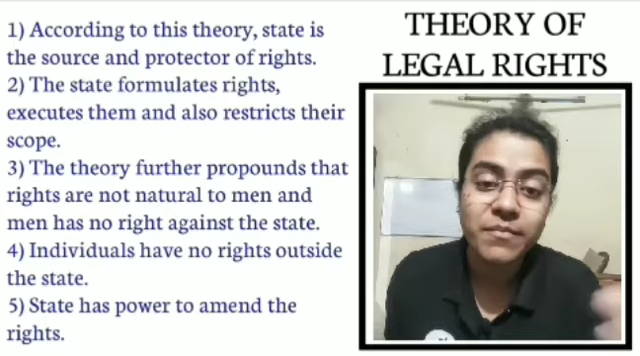 THEORY OF
LEGAL RIGHTS
1) According to this theory, state is
the source and protector of rights.
2) The state formulates rights,
executes them and also restricts their
scope.
3) The theory further propounds that
rights are not natural to men and
men has no right against the state.
4) Individuals have no rights outside
the state.
5) State has power to amend the
rights.